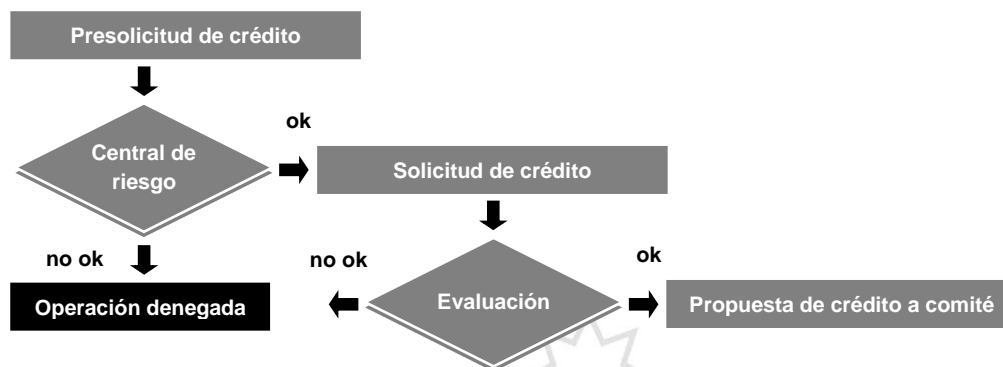 Presolicitud de crédito
ok
Central de
riesgo
Solicitud de crédito
no ok
no ok
ok
Operación denegada
Evaluación
Propuesta de crédito a comité